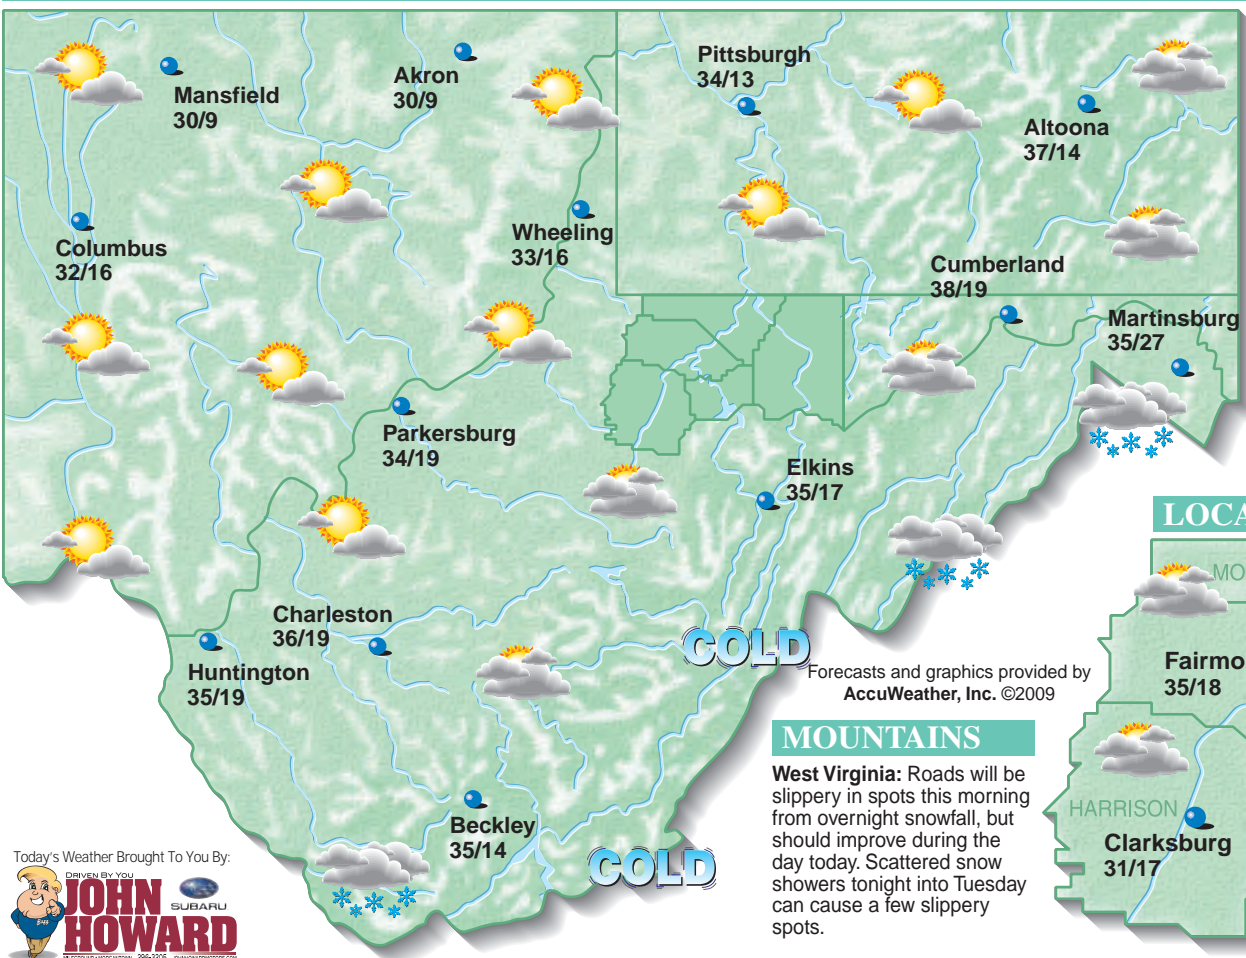 Mansfield
30/9
Akron
30/9
Pittsburgh
34/13
Altoona
37/14
Columbus
32/16
Wheeling
33/16
Cumberland
38/19
Martinsburg
35/27
Parkersburg
34/19
Elkins
35/17
Charleston
36/19
Huntington
35/19
Beckley
35/14
COLD
COLD
Forecasts and graphics provided by
AccuWeather, Inc. ©2009
MOUNTAINS
West Virginia: Roads will be
slippery in spots this morning
from overnight snowfall, but
should improve during the
day today. Scattered snow
showers tonight into Tuesday
can cause a few slippery
spots.
LOCA
MO
Fairmo
35/18
HARRISON
Clarksburg
31/17
Today's Weather Brought To You By:
DRIVEN BY YOU
JOHN
HOWARD
SUBARU